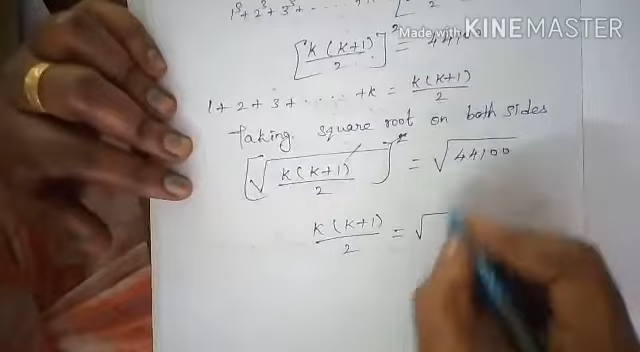 1³ + 2³ + 3³ + ......
[k(k+1)/2]² = 44100
Made with KINEMASTER
1 + 2 + 3 + ...... + k = k(k+1)/2
Taking square root on both sides
[√k(k+1)/2]² = √44100
k(k+1)/2 = √